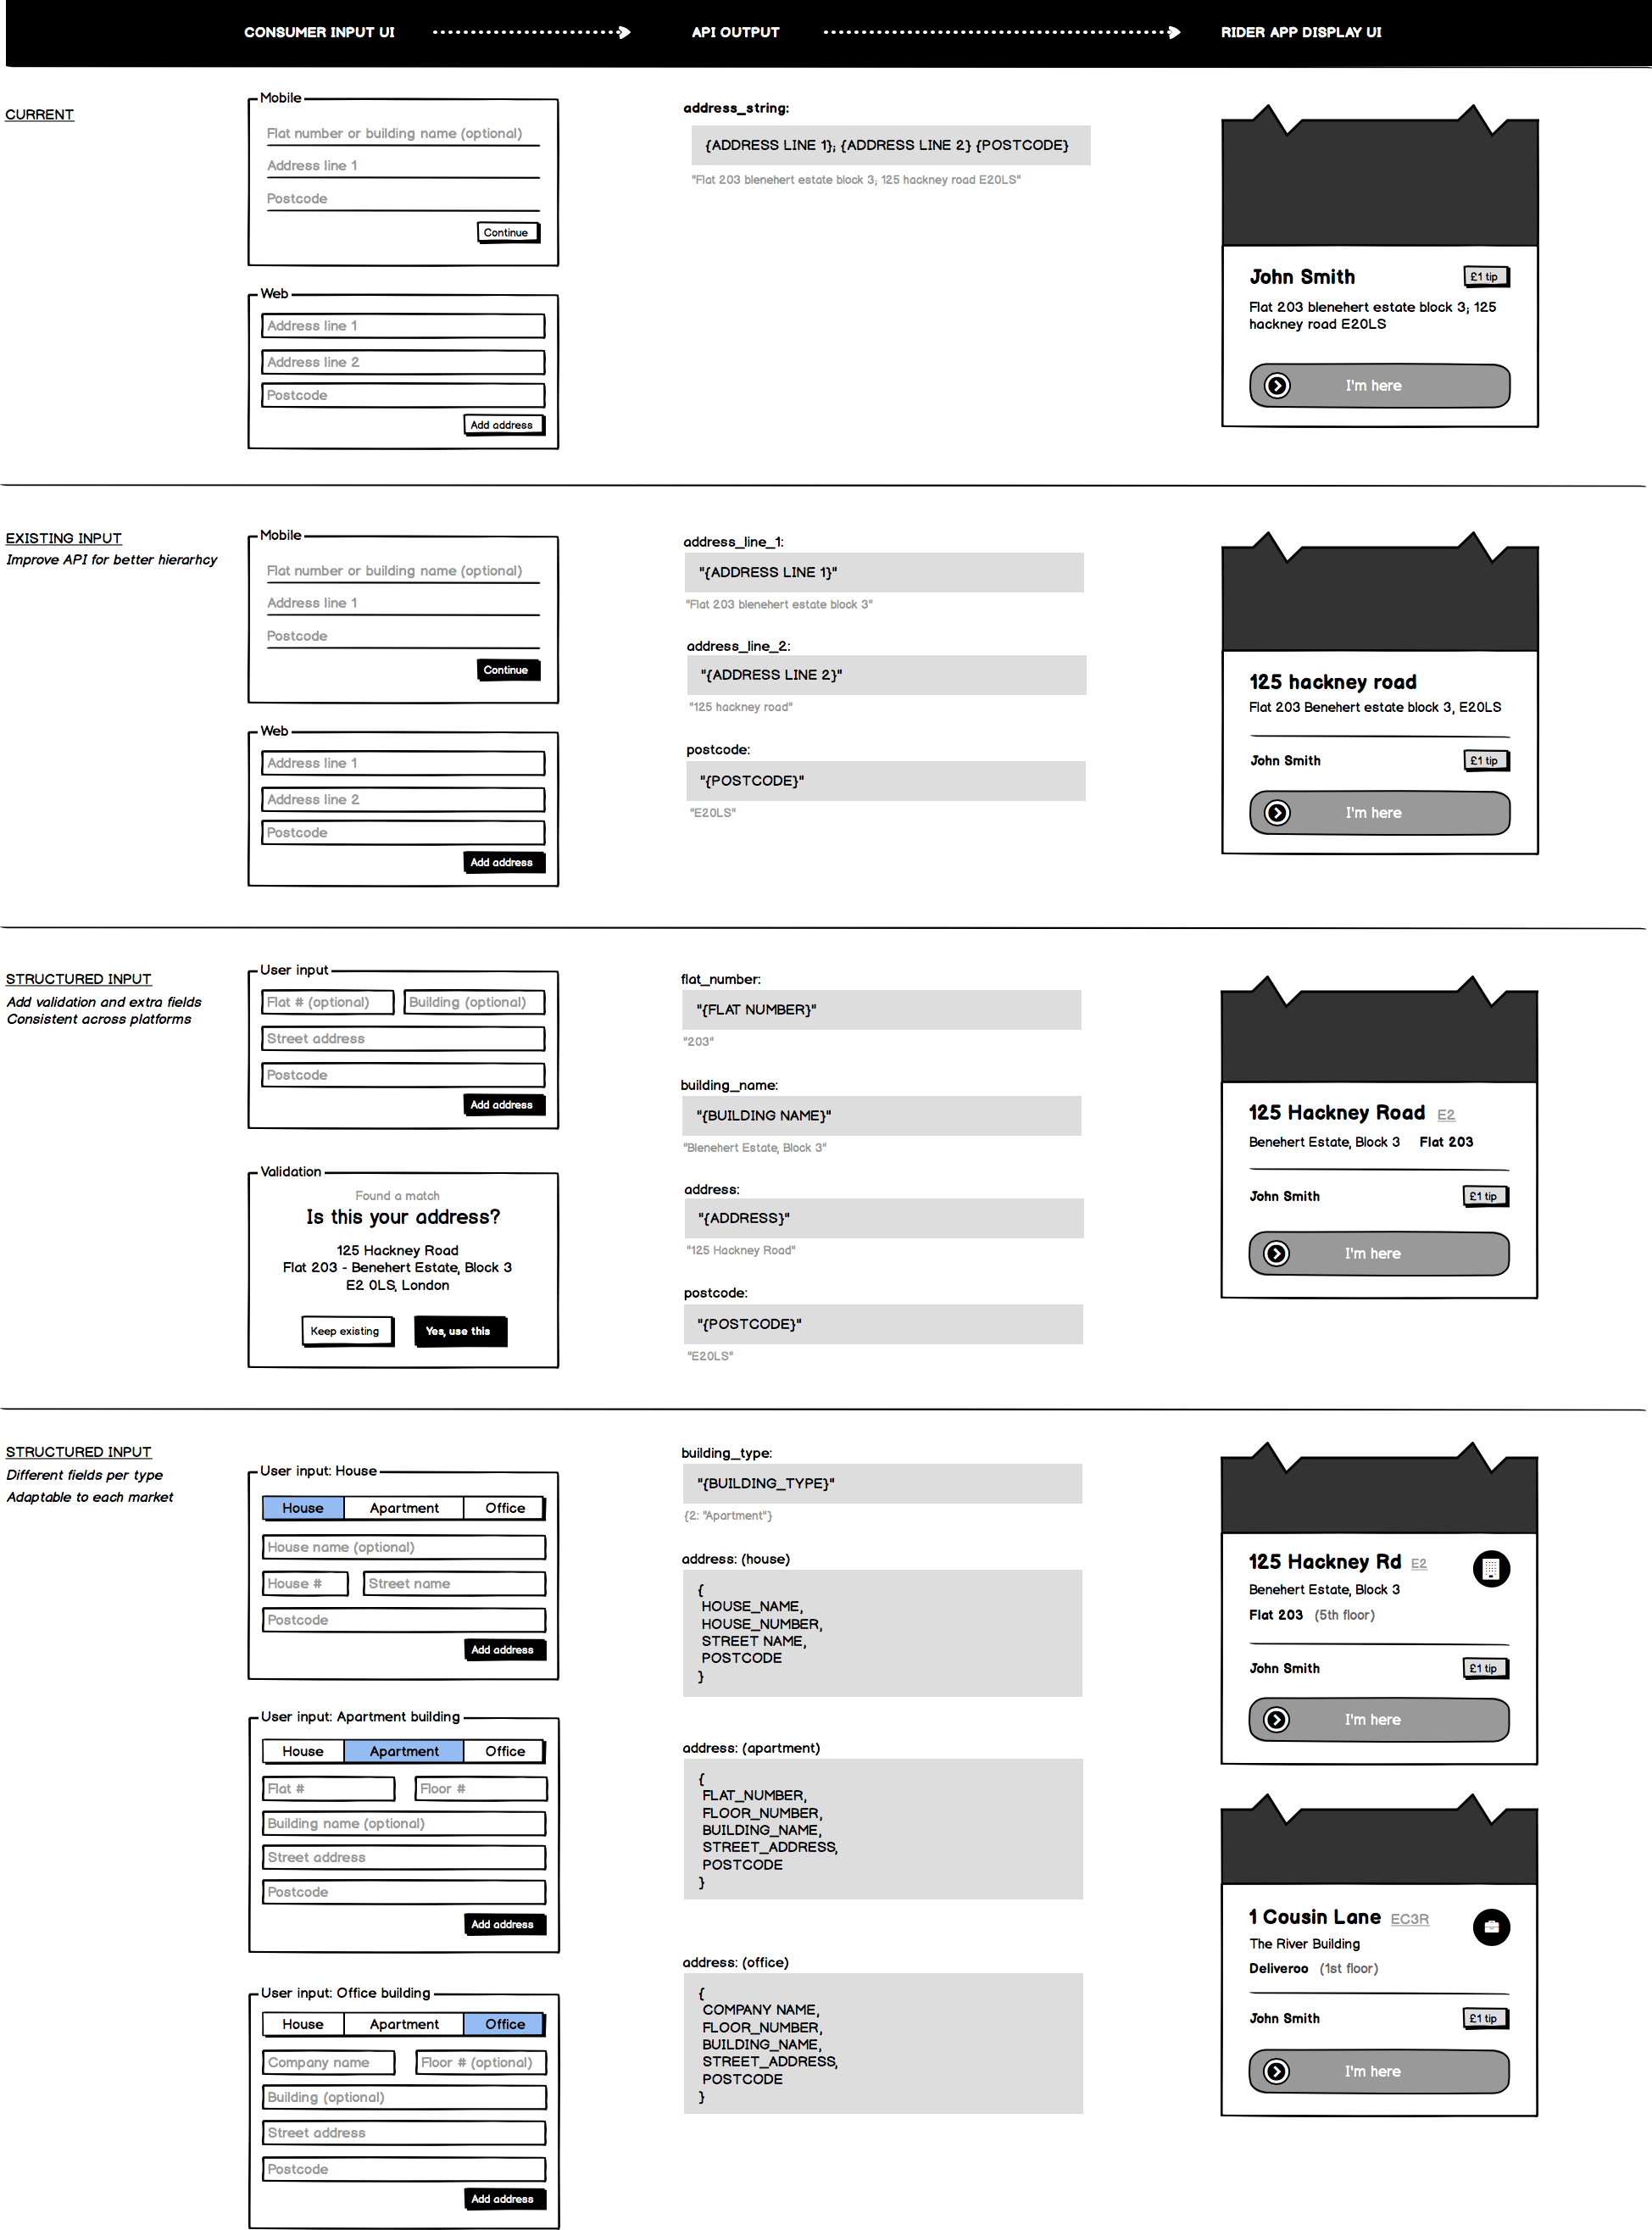 CONSUMER INPUT UI
API OUTPUT
RIDER APP DISPLAY UI
CURRENT
Mobile
Flat number or building name (optional)
Address line 1
Postcode
Continue
Web
Address line 1
Address line 2
Postcode
Add address
address_string:
{ADDRESS LINE 1}; {ADDRESS LINE 2} {POSTCODE}
"Flat 203 blenehert estate block 3; 125 hackney road E20LS"
John Smith
£1 tip
Flat 203 blenehert estate block 3; 125
hackney road E20LS
I'm here
EXISTING INPUT
Improve API for better hierarhcy
Mobile
Flat number or building name (optional)
Address line 1
Postcode
Continue
Web
Address line 1
Address line 2
Postcode
Add address
address_line_1:
"{ADDRESS LINE 1}"
"Flat 203 blenehert estate block 3"
address_line_2:
"{ADDRESS LINE 2}"
"125 hackney road"
postcode:
"{POSTCODE}"
"E20LS"
125 hackney road
Flat 203 Benehert estate block 3, E20LS
John Smith
£1 tip
I'm here
STRUCTURED INPUT
Add validation and extra fields
Consistent across platforms
User input
Flat # (optional)
Building (optional)
Street address
Postcode
Add address
Validation
Found a match
Is this your address?
125 Hackney Road
Flat 203 - Benehert Estate, Block 3
E2 0LS, London
Keep existing
Yes, use this
flat_number:
"{FLAT NUMBER}"
"203"
building_name:
"{BUILDING NAME}"
"Blenehert Estate, Block 3"
address:
"{ADDRESS}"
"125 Hackney Road"
postcode:
"{POSTCODE}"
"E20LS"
125 Hackney Road E2
Benehert Estate, Block 3 Flat 203
John Smith
£1 tip
I'm here
STRUCTURED INPUT
Different fields per type
Adaptable to each market
User input: House
House
Apartment
Office
House name (optional)
House #
Street name
Postcode
Add address
User input: Apartment building
House
Apartment
Office
Flat #
Floor #
Building name (optional)
Street address
Postcode
Add address
User input: Office building
House
Apartment
Office
Company name
Floor # (optional)
Building (optional)
Street address
Postcode
Add address
building_type:
"{BUILDING_TYPE}"
{2: "Apartment"}
address: (house)
{
HOUSE_NAME,
HOUSE_NUMBER,
STREET NAME,
POSTCODE
}
address: (apartment)
{
FLAT_NUMBER,
FLOOR_NUMBER,
BUILDING_NAME,
STREET_ADDRESS,
POSTCODE
}
address: (office)
{
COMPANY NAME,
FLOOR_NUMBER,
BUILDING_NAME,
STREET_ADDRESS,
POSTCODE
}
125 Hackney Rd E2
Benehert Estate, Block 3
Flat 203 (5th floor)
John Smith
£1 tip
I'm here
1 Cousin Lane EC3R
The River Building
Deliveroo (1st floor)
John Smith
£1 tip
I'm here